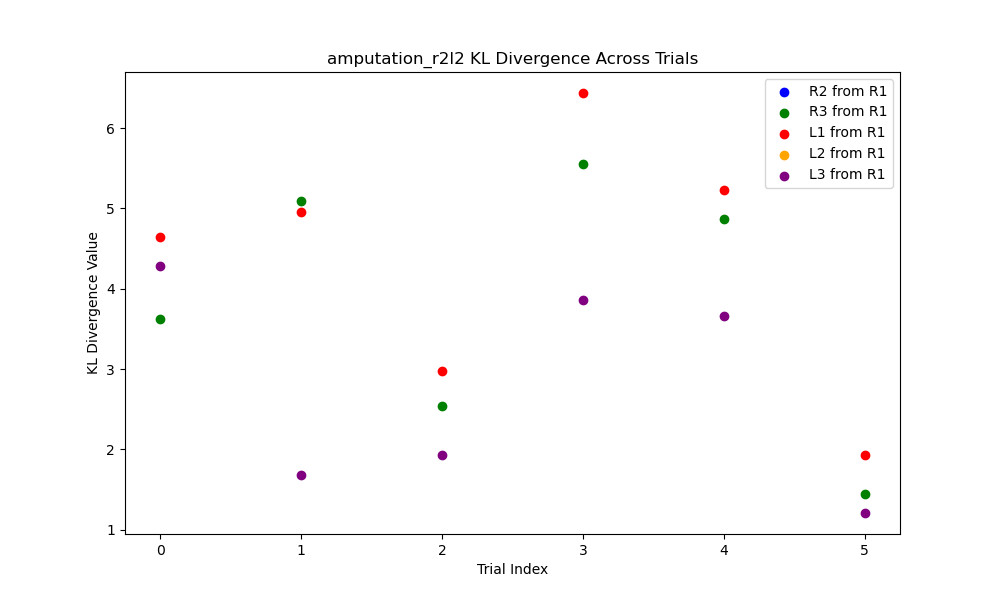 amputation_r2l2 KL Divergence Across Trials
R2 from R1
R3 from R1
L1 from R1
L2 from R1
L3 from R1
KL Divergence Value
6
5
4
3
2
1
0 1 2 3 4 5
Trial Index